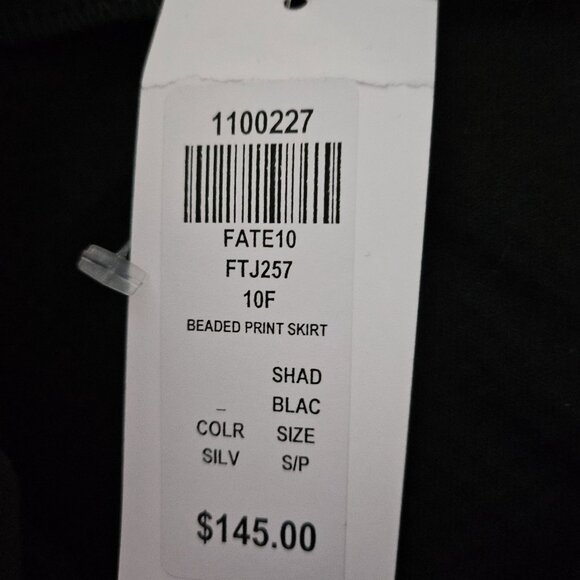 1100227
FATE10
FTJ257
10F
BEADED PRINT SKIRT
SHAD
_ BLAC
COLR SIZE
SILV S/P
$145.00